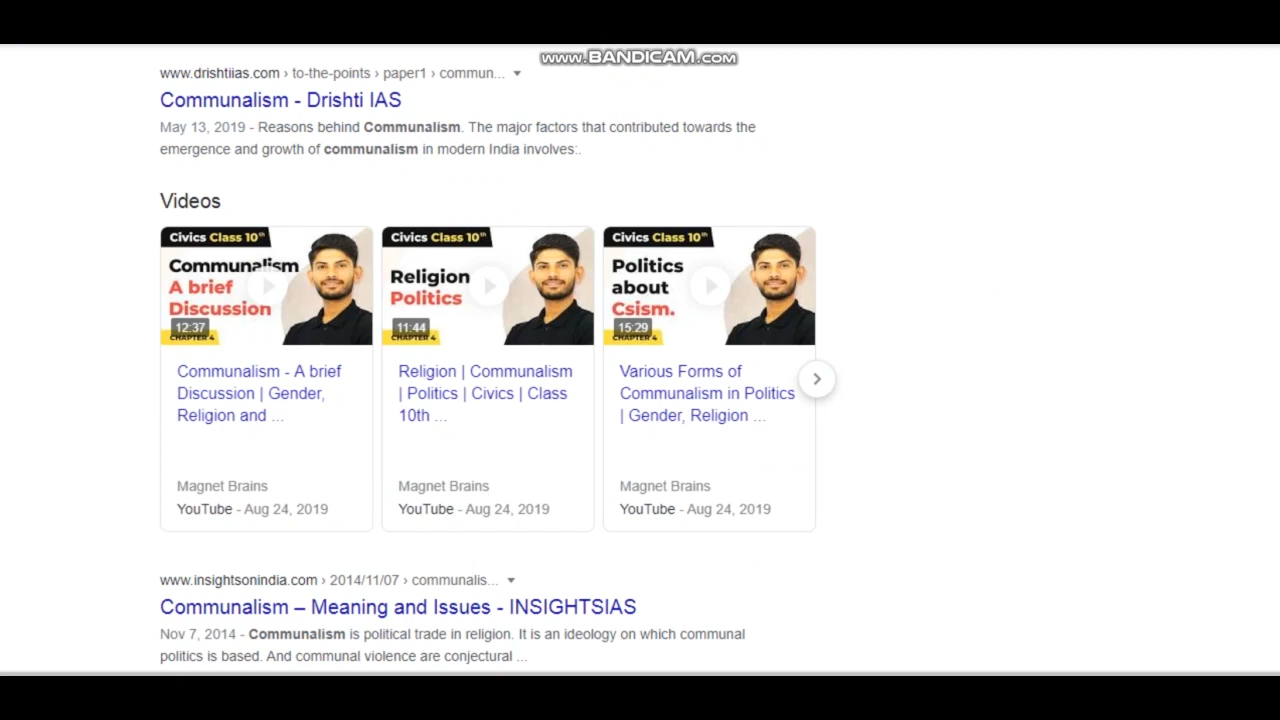 www.BANDICAM.com
www.drishtiias.com › to-the-points › paper1 › commun...
Communalism - Drishti IAS
May 13, 2019 - Reasons behind Communalism. The major factors that contributed towards the
emergence and growth of communalism in modern India involves:.
Videos
Civics Class 10th
Communalism
A brief
Discussion
12:37
CHAPTER 4
Communalism - A brief
Discussion | Gender,
Religion and ...
Magnet Brains
YouTube - Aug 24, 2019
Civics Class 10th
Religion
Politics
11:44
CHAPTER 4
Religion | Communalism
| Politics | Civics | Class
10th ...
Magnet Brains
YouTube - Aug 24, 2019
Civics Class 10th
Politics
about
Csism.
15:29
CHAPTER 4
Various Forms of
Communalism in Politics
| Gender, Religion ...
Magnet Brains
YouTube - Aug 24, 2019
www.insightsonindia.com › 2014/11/07 › communalis...
Communalism – Meaning and Issues - INSIGHTSIAS
Nov 7, 2014 - Communalism is political trade in religion. It is an ideology on which communal
politics is based. And communal violence are conjectural ...